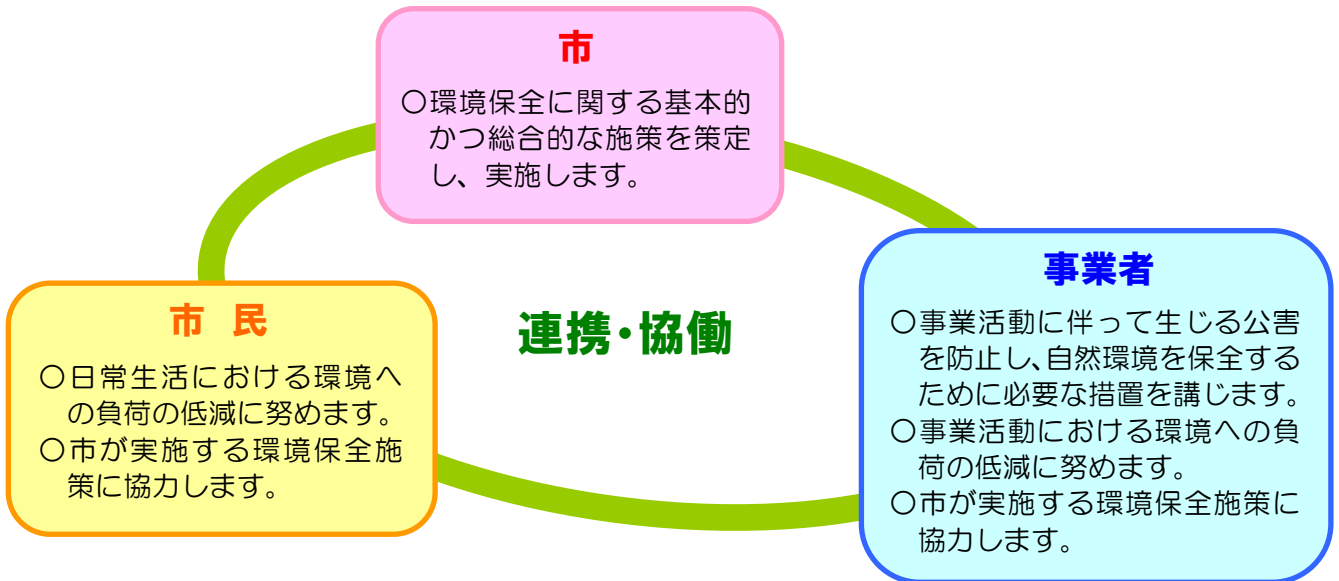 市
〇環境保全に関する基本的
かつ総合的な施策を策定
し、実施します。
市 民
〇日常生活における環境へ
の負荷の低減に努めます。
〇市が実施する環境保全施
策に協力します。
連携・協働
事業者
〇事業活動に伴って生じる公害
を防止し、自然環境を保全する
ために必要な措置を講じます。
〇事業活動における環境への負
荷の低減に努めます。
〇市が実施する環境保全施策に
協力します。